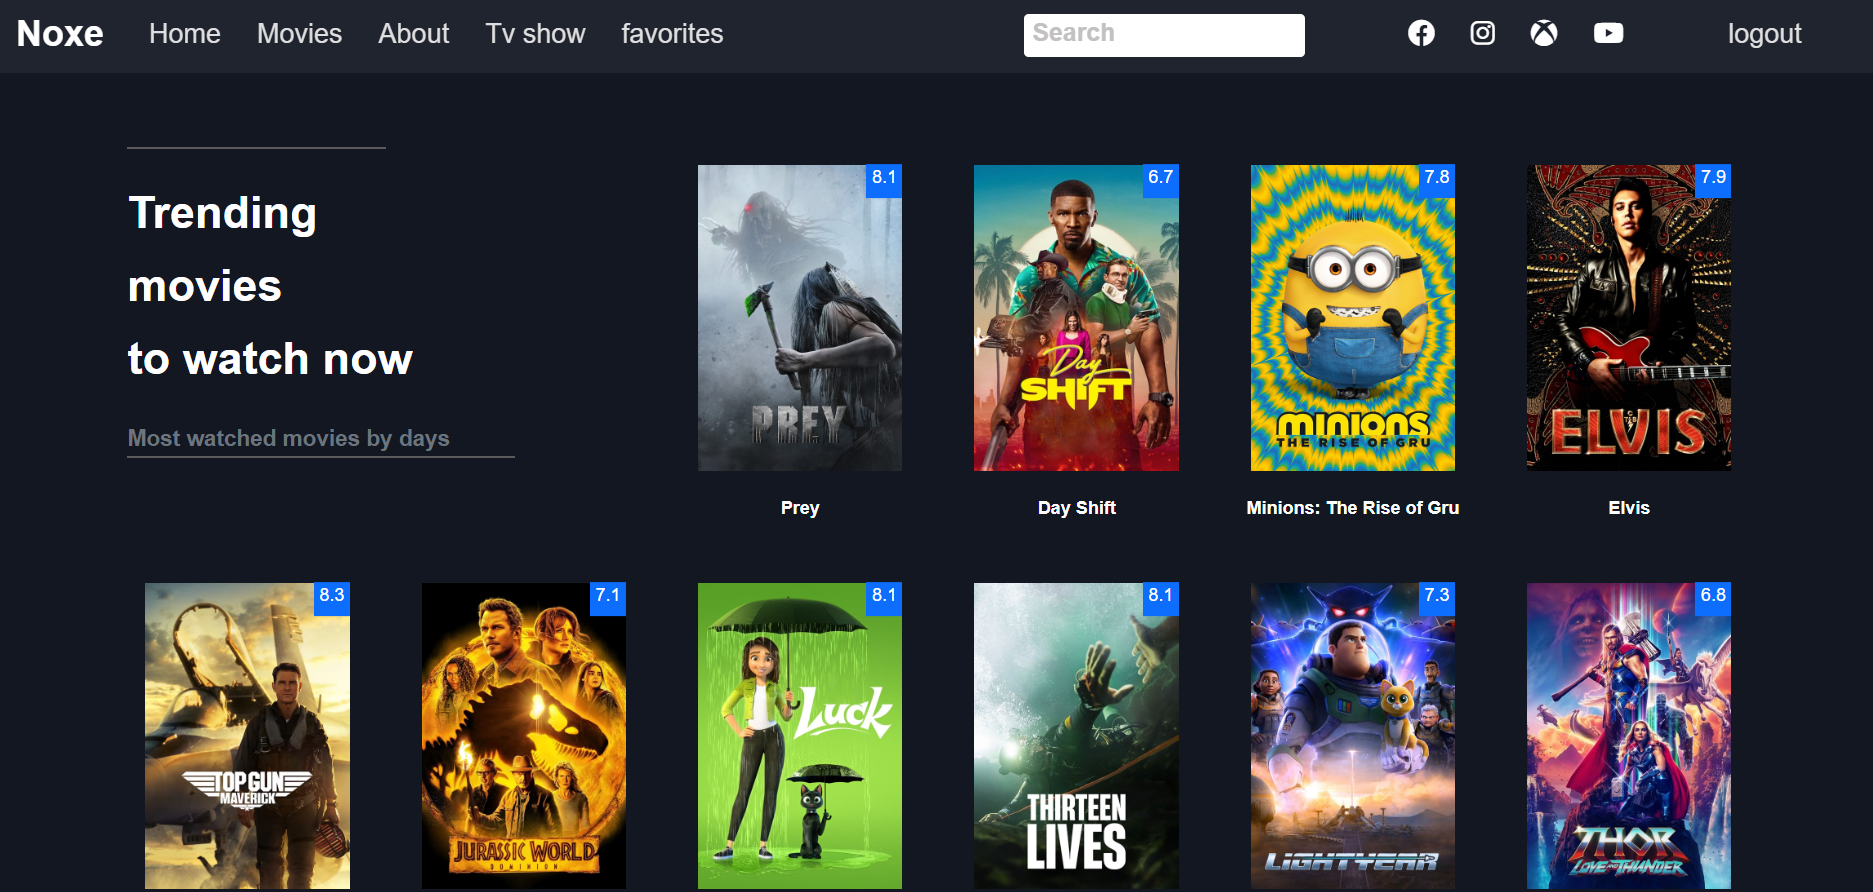 Noxe Home Movies About Tv show favorites Search logout
Trending
movies
to watch now
Most watched movies by days
8.1 6.7 7.8 7.9
PREY
Day
SHIFT
minions
THE RISE OF GRU
ELVIS
Prey Day Shift Minions: The Rise of Gru Elvis
8.3 7.1 8.1 8.1 7.3 6.8
TOP GUN
MAVERICK
JURASSIC WORLD
DOMINION
Luck
THIRTEEN
LIVES
LIGHTYEAR
THOR
LOVE AND THUNDER